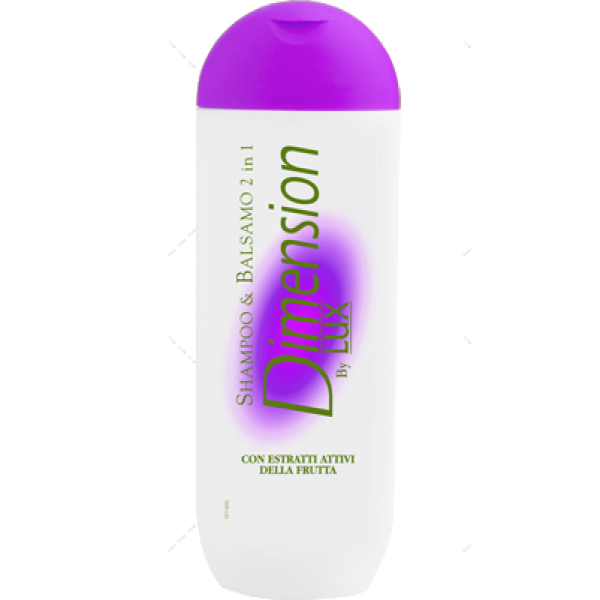 SHAMPOO & BALSAMO 2 in 1
Dimension
By LUX
CON ESTRATTI ATTIVI
DELLA FRUTTA